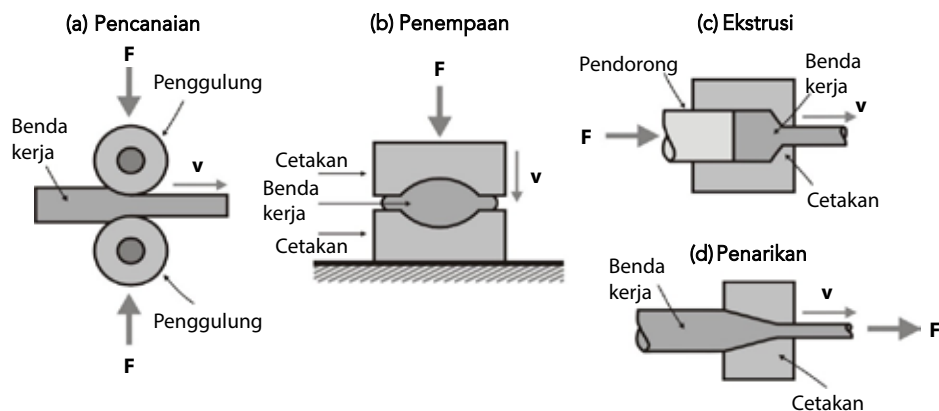 (a) Pencanaian
F
Penggulung
Benda
kerja
v
Penggulung
F
(b) Penempaan
F
Cetakan
v
Benda
kerja
Cetakan
(c) Ekstrusi
Pendorong
Benda
kerja
v
F
Cetakan
(d) Penarikan
Benda
kerja
v
F
Cetakan